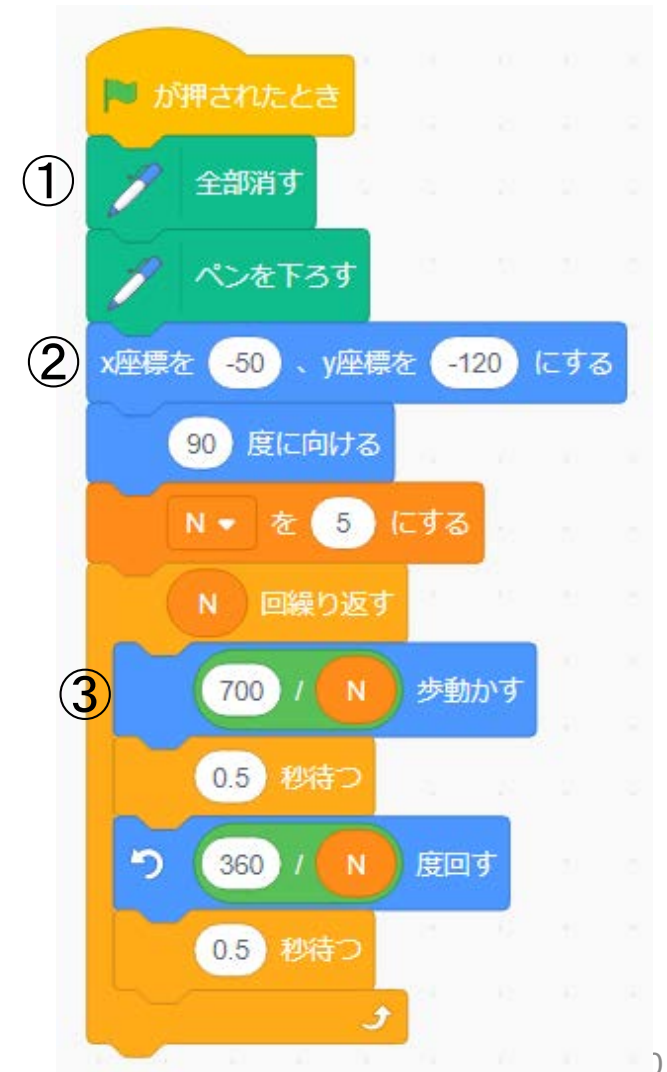 が押されたとき
① 全部消す
ペンを下ろす
② x座標を -50 、y座標を -120 にする
90 度に向ける
N を 5 にする
N 回繰り返す
③ 700 / N 歩動かす
0.5 秒待つ
360 / N 度回す
0.5 秒待つ